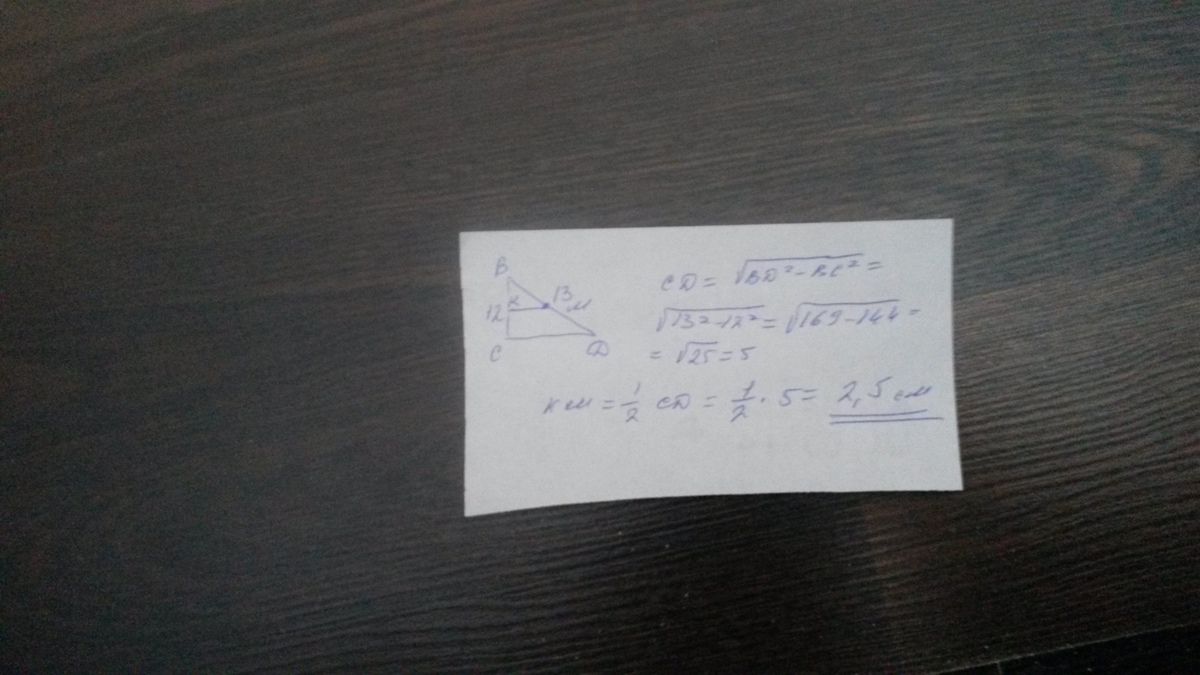 B
K 13
12 M
C D
CD = √BD² - BC² =
√13² - 12² = √169 - 144 =
= √25 = 5
KM = 1/2 CD = 1/2 · 5 = 2,5 см